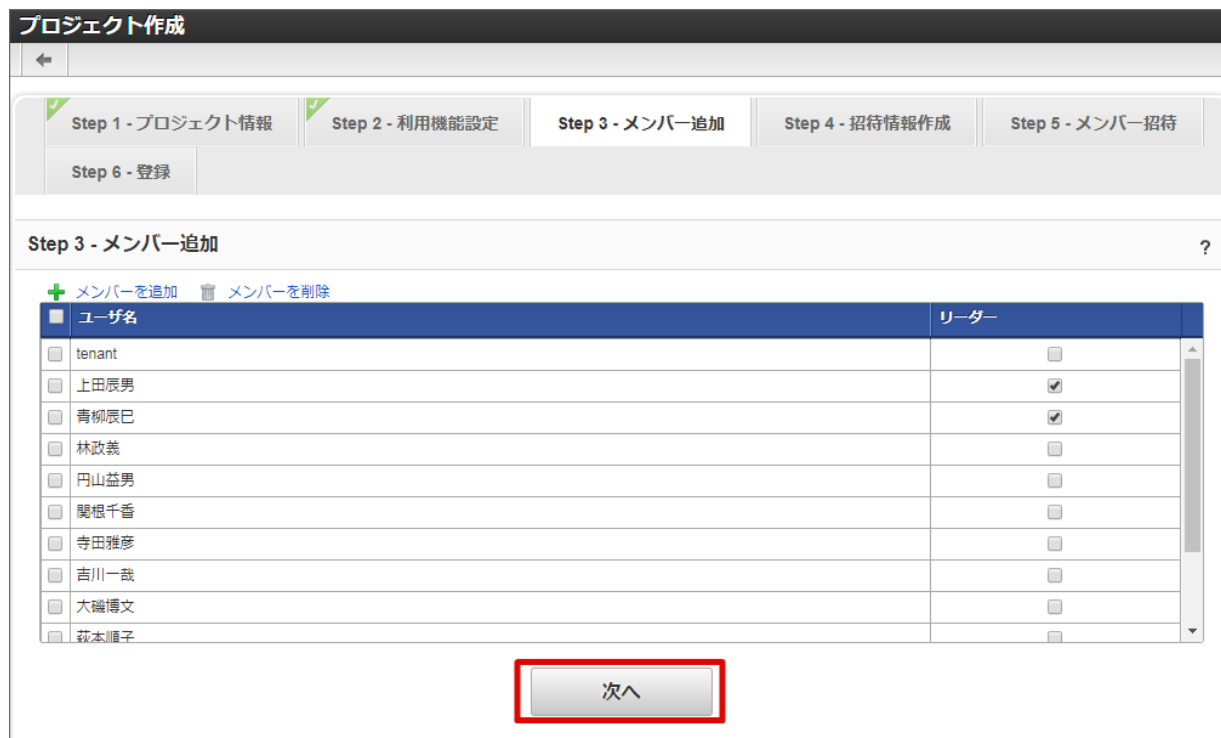 プロジェクト作成
Step 1 - プロジェクト情報 Step 2 - 利用機能設定 Step 3 - メンバー追加 Step 4 - 招待情報作成 Step 5 - メンバー招待
Step 6 - 登録
Step 3 - メンバー追加 ?
メンバーを追加 メンバーを削除
ユーザ名 リーダー
tenant
上田辰男
青柳辰巳
林政義
円山益男
関根千香
寺田雅彦
吉川一哉
大磯博文
萩本順子
次へ